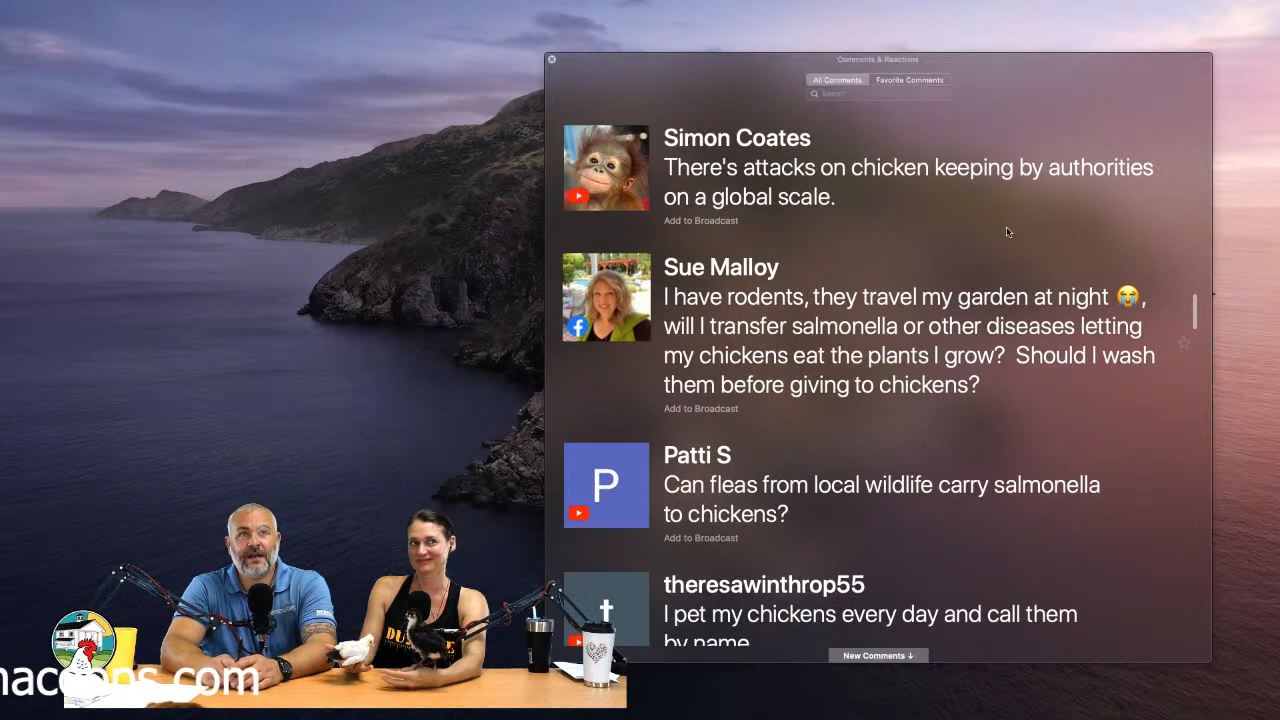 Comments & Reactions
All Comments Favorite Comments
Search
Simon Coates
There's attacks on chicken keeping by authorities
on a global scale.
Add to Broadcast
Sue Malloy
I have rodents, they travel my garden at night 😭,
will I transfer salmonella or other diseases letting
my chickens eat the plants I grow? Should I wash
them before giving to chickens?
Add to Broadcast
P
Patti S
Can fleas from local wildlife carry salmonella
to chickens?
Add to Broadcast
t
theresawinthrop55
I pet my chickens every day and call them
by name
New Comments ↓